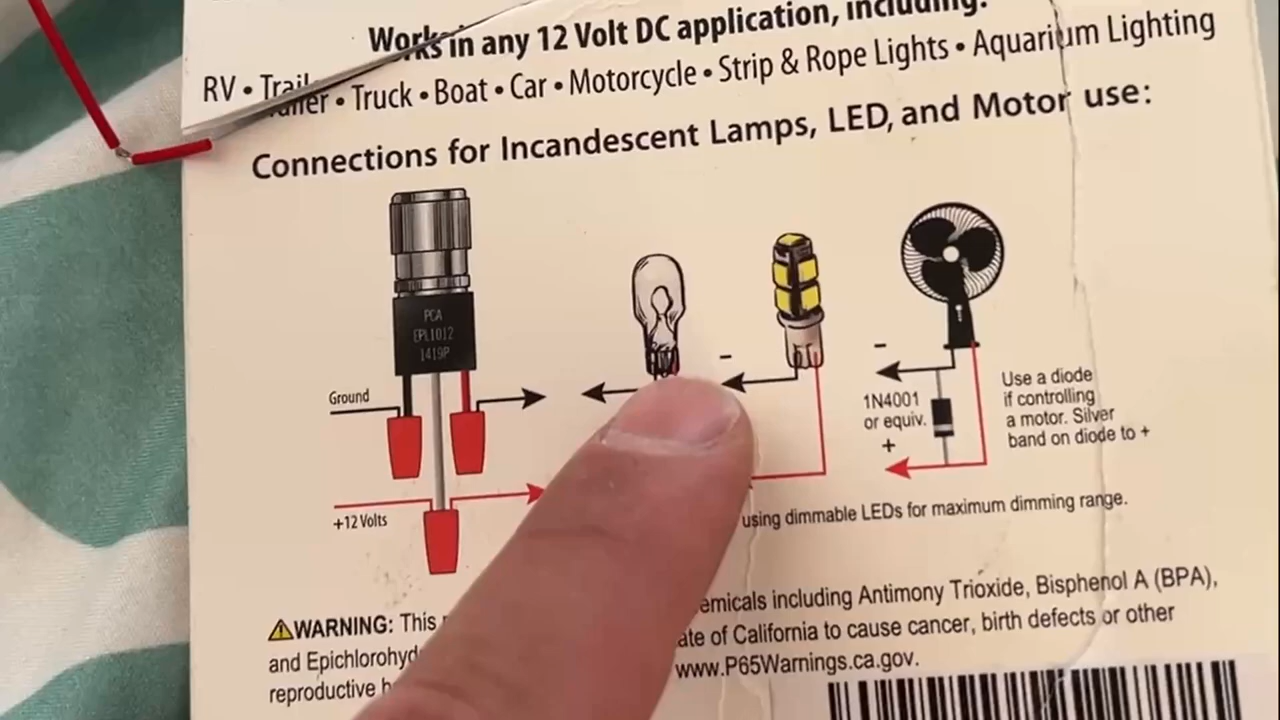 Works in any 12 Volt DC application, including:
RV • Trailer • Truck • Boat • Car • Motorcycle • Strip & Rope Lights • Aquarium Lighting
Connections for Incandescent Lamps, LED, and Motor use:
PCA
EPL1012
1419P
Ground
+12 Volts
-
-
1N4001
or equiv.
+
Use a diode
if controlling
a motor. Silver
band on diode to +
using dimmable LEDs for maximum dimming range.
WARNING: This
emicals including Antimony Trioxide, Bisphenol A (BPA),
and Epichlorohyd
ate of California to cause cancer, birth defects or other
reproductive h
www.P65Warnings.ca.gov.